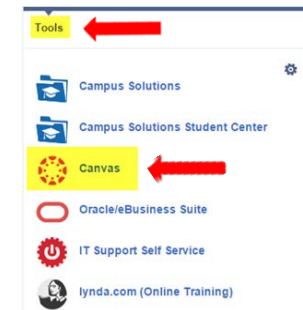 Tools
Campus Solutions
Campus Solutions Student Center
Canvas
Oracle/eBusiness Suite
IT Support Self Service
lynda.com (Online Training)